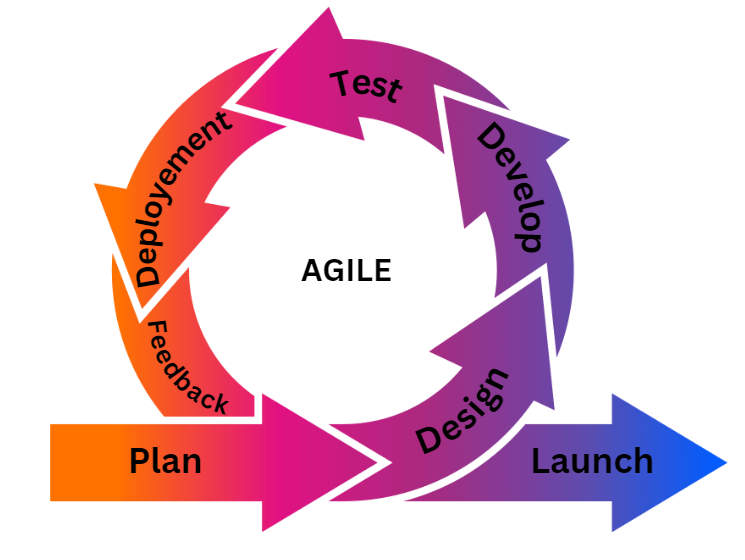 Test
Develop
Deployement
AGILE
Feedback
Design
Plan
Launch